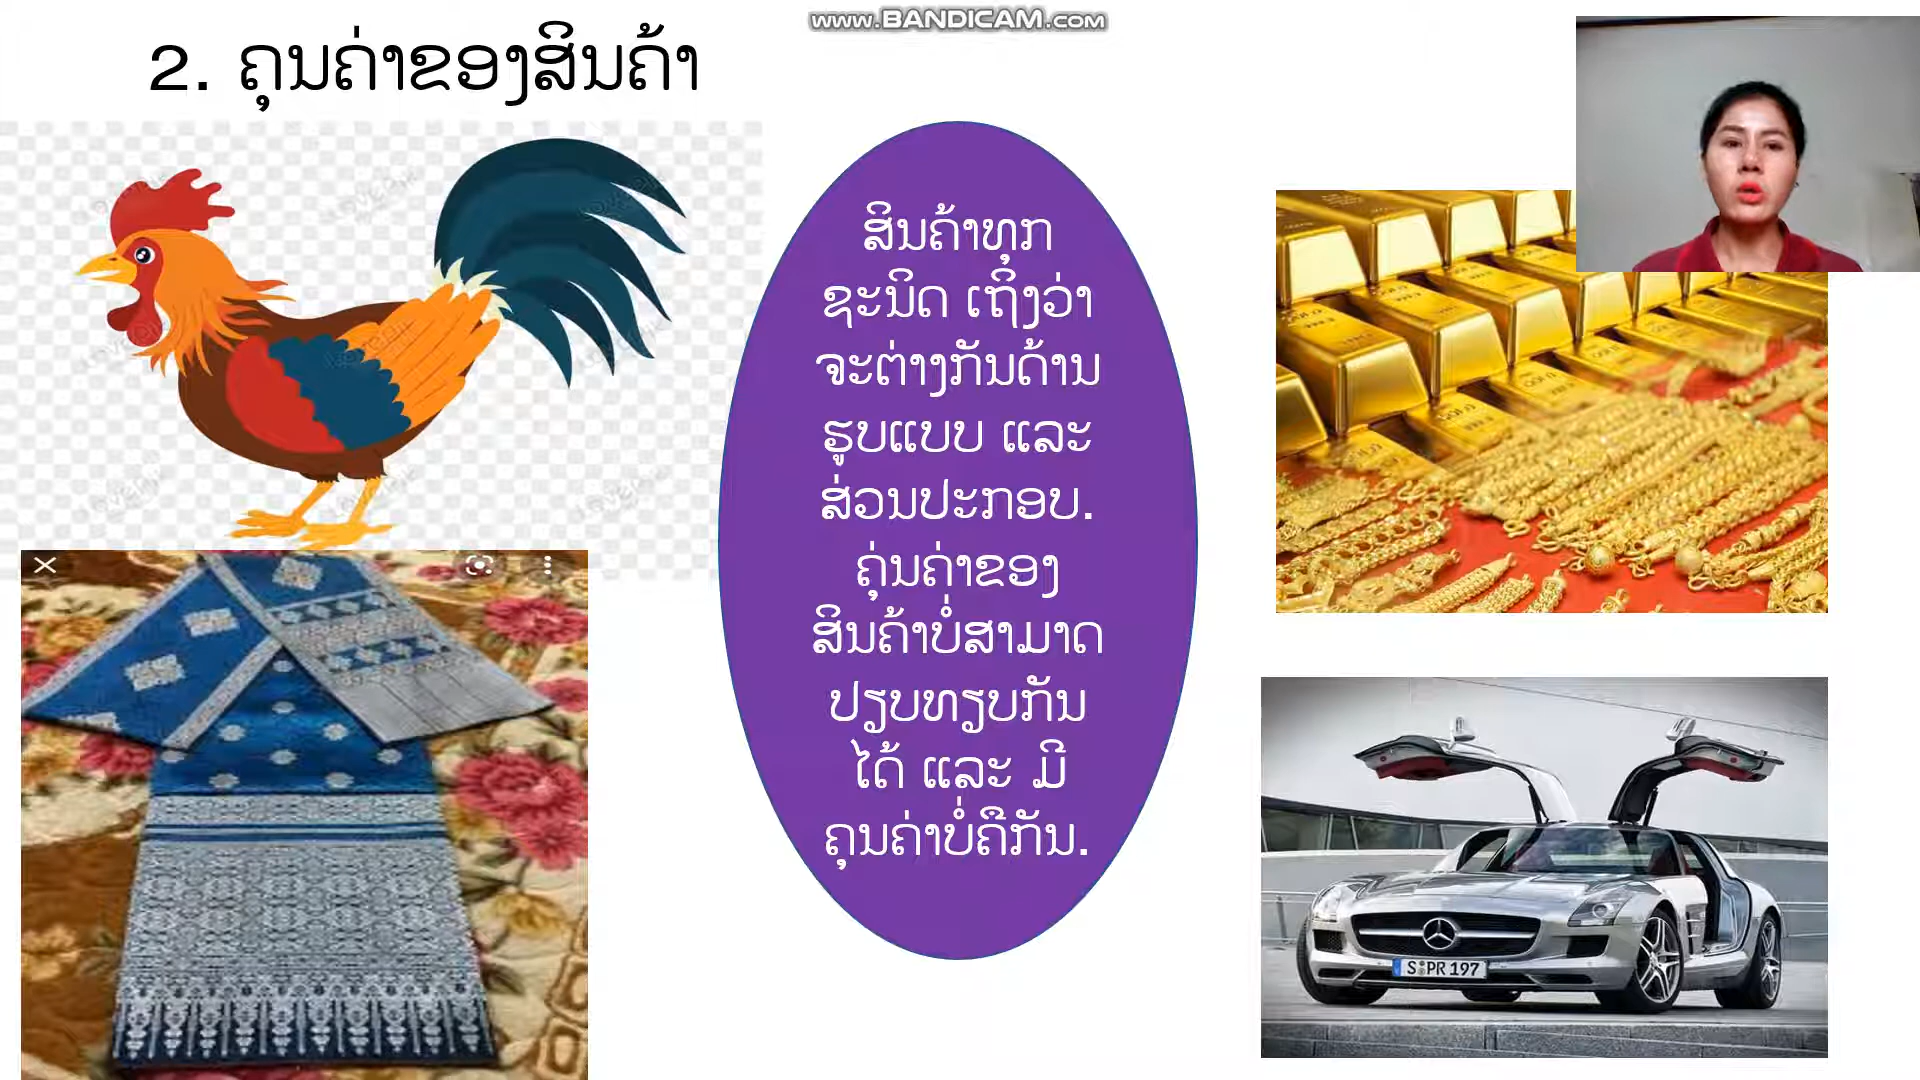 www.BANDICAM.com
2. ຄຸນຄ່າຂອງສິນຄ້າ
ສິນຄ້າທຸກ
ຊະນິດ ເຖິງວ່າ
ຈະຕ່າງກັນດ້ານ
ຮູບແບບ ແລະ
ສ່ວນປະກອບ.
ຄຸ່ນຄ່າຂອງ
ສິນຄ້າບໍ່ສາມາດ
ປຽບທຽບກັນ
ໄດ້ ແລະ ມີ
ຄຸນຄ່າບໍ່ຄືກັນ.
S PR 197